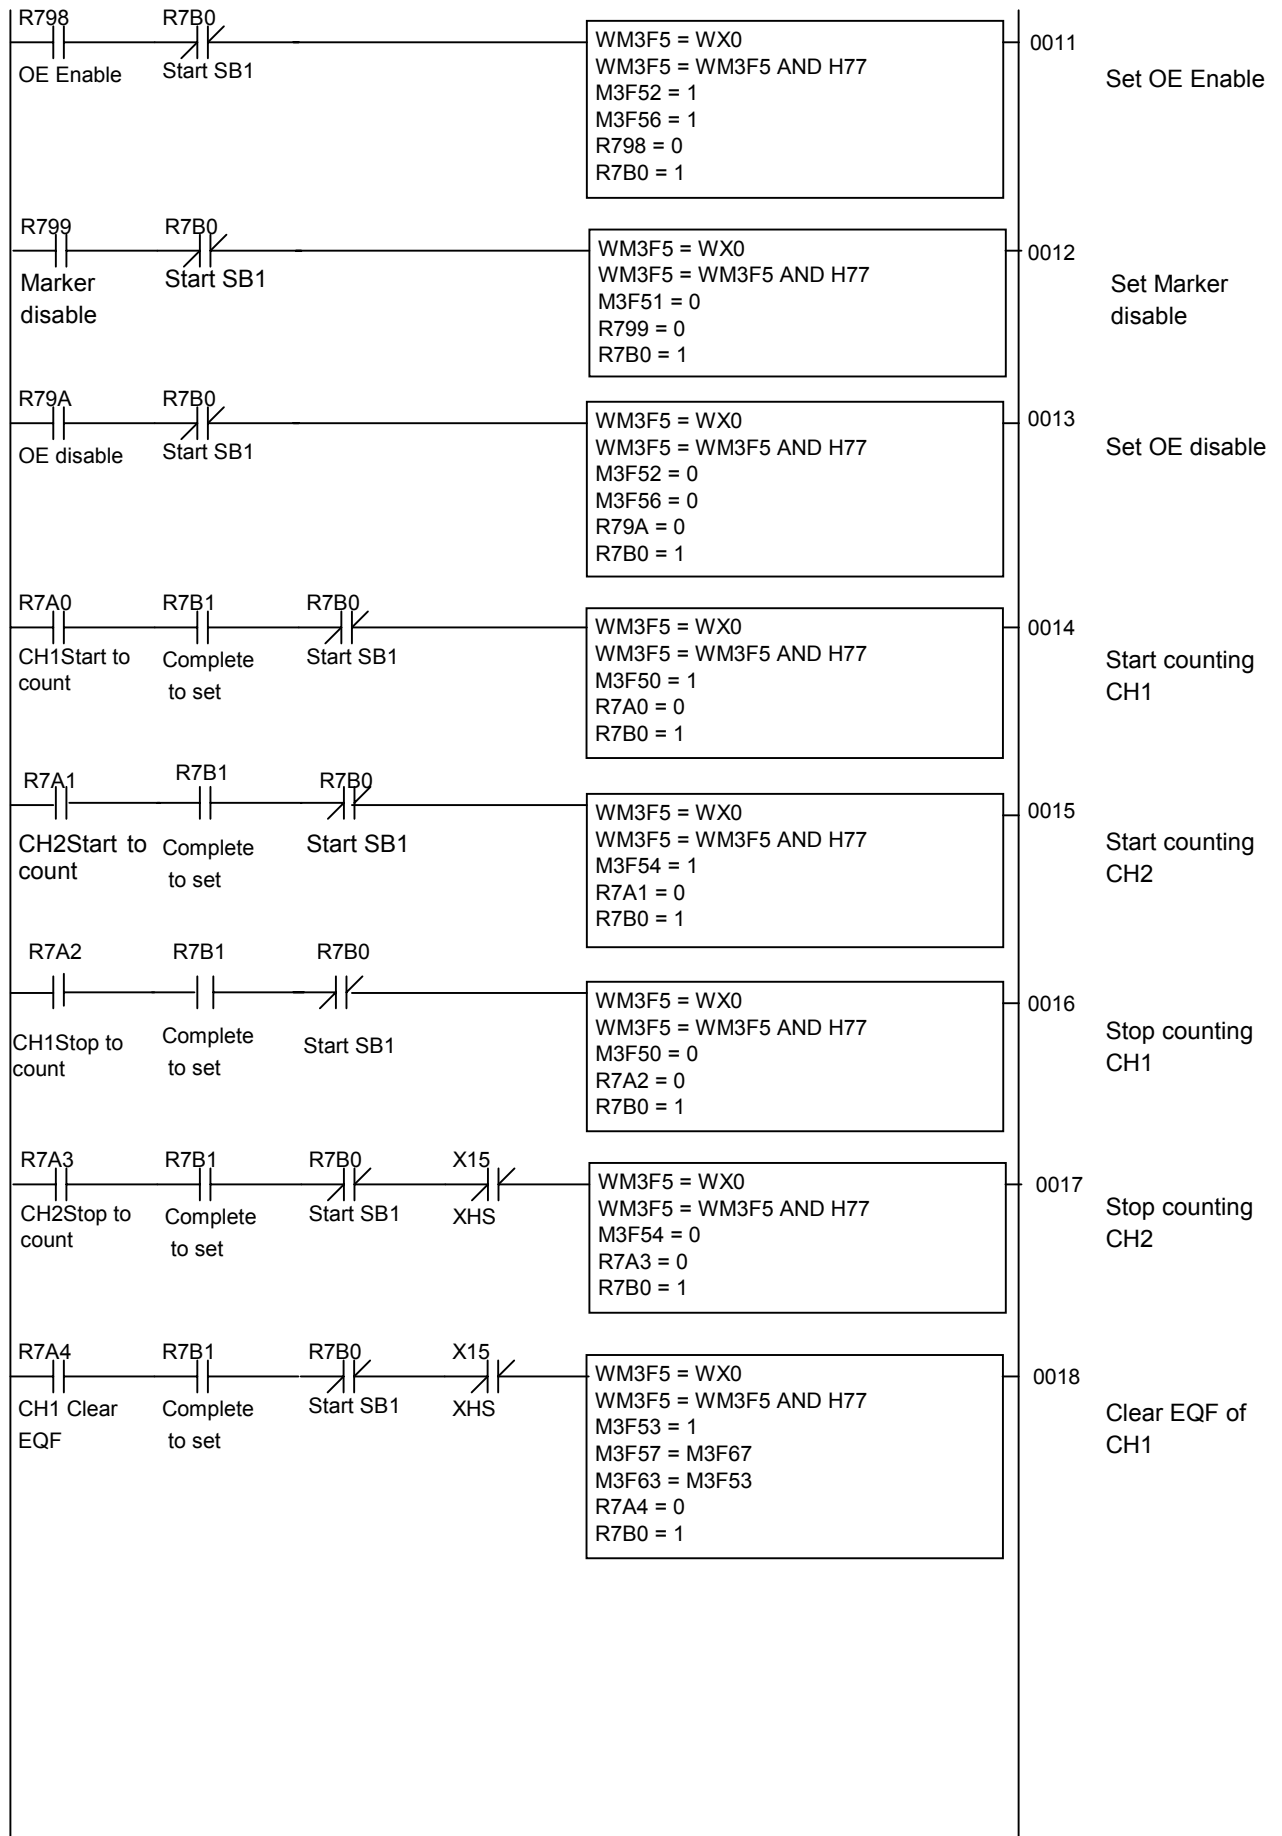 R798 R7B0
OE Enable Start SB1
WM3F5 = WX0
WM3F5 = WM3F5 AND H77
M3F52 = 1
M3F56 = 1
R798 = 0
R7B0 = 1
0011
Set OE Enable
R799 R7B0
Marker
disable
Start SB1
WM3F5 = WX0
WM3F5 = WM3F5 AND H77
M3F51 = 0
R799 = 0
R7B0 = 1
0012
Set Marker
disable
R79A R7B0
OE disable Start SB1
WM3F5 = WX0
WM3F5 = WM3F5 AND H77
M3F52 = 0
M3F56 = 0
R79A = 0
R7B0 = 1
0013
Set OE disable
R7A0 R7B1 R7B0
CH1Start to
count
Complete
to set
Start SB1
WM3F5 = WX0
WM3F5 = WM3F5 AND H77
M3F50 = 1
R7A0 = 0
R7B0 = 1
0014
Start counting
CH1
R7A1 R7B1 R7B0
CH2Start to
count
Complete
to set
Start SB1
WM3F5 = WX0
WM3F5 = WM3F5 AND H77
M3F54 = 1
R7A1 = 0
R7B0 = 1
0015
Start counting
CH2
R7A2 R7B1 R7B0
CH1Stop to
count
Complete
to set
Start SB1
WM3F5 = WX0
WM3F5 = WM3F5 AND H77
M3F50 = 0
R7A2 = 0
R7B0 = 1
0016
Stop counting
CH1
R7A3 R7B1 R7B0 X15
CH2Stop to
count
Complete
to set
Start SB1
XHS
WM3F5 = WX0
WM3F5 = WM3F5 AND H77
M3F54 = 0
R7A3 = 0
R7B0 = 1
0017
Stop counting
CH2
R7A4 R7B1 R7B0 X15
CH1 Clear
EQF
Complete
to set
Start SB1
XHS
WM3F5 = WX0
WM3F5 = WM3F5 AND H77
M3F53 = 1
M3F57 = M3F67
M3F63 = M3F53
R7A4 = 0
R7B0 = 1
0018
Clear EQF of
CH1